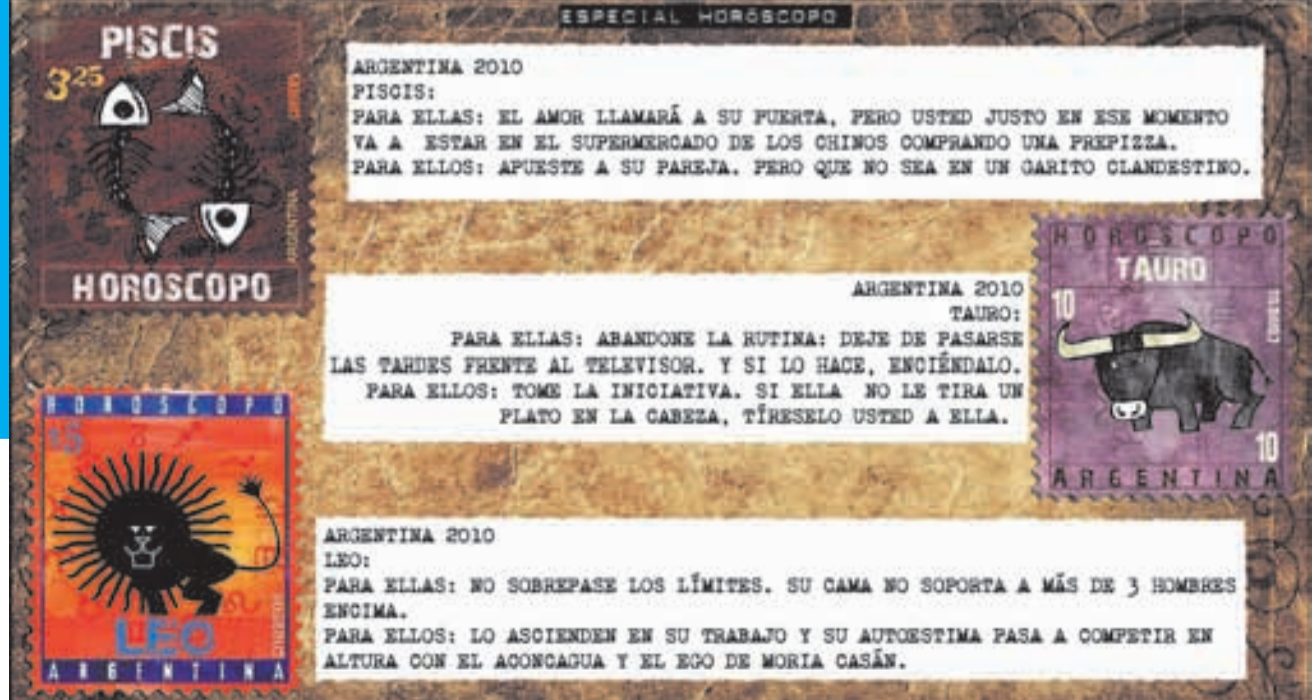 ESPECIAL HORÓSCOPO
PISCIS
3.25
ARGENTINA
HOROSCOPO
ARGENTINA 2010
PISCIS:
PARA ELLAS: EL AMOR LLAMARÁ A SU PUERTA, PERO USTED JUSTO EN ESE MOMENTO
VA A ESTAR EN EL SUPERMERCADO DE LOS CHINOS COMPRANDO UNA PREPIZZA.
PARA ELLOS: APUESTE A SU PAREJA. PERO QUE NO SEA EN UN GARITO CLANDESTINO.
ARGENTINA 2010
TAURO:
PARA ELLAS: ABANDONE LA RUTINA: DEJE DE PASARSE
LAS TARDES FRENTE AL TELEVISOR. Y SI LO HACE, ENCIÉNDALO.
PARA ELLOS: TOME LA INICIATIVA. SI ELLA NO LE TIRA UN
PLATO EN LA CABEZA, TÍRESELO USTED A ELLA.
HOROSCOPO
TAURO
10
10
ARGENTINA
HOROSCOPO
$5
LEO
ARGENTINA
ARGENTINA 2010
LEO:
PARA ELLAS: NO SOBREPASE LOS LÍMITES. SU CAMA NO SOPORTA A MÁS DE 3 HOMBRES
ENCIMA.
PARA ELLOS: LO ASCIENDEN EN SU TRABAJO Y SU AUTOESTIMA PASA A COMPETIR EN
ALTURA CON EL ACONCAGUA Y EL EGO DE MORIA CASÁN.